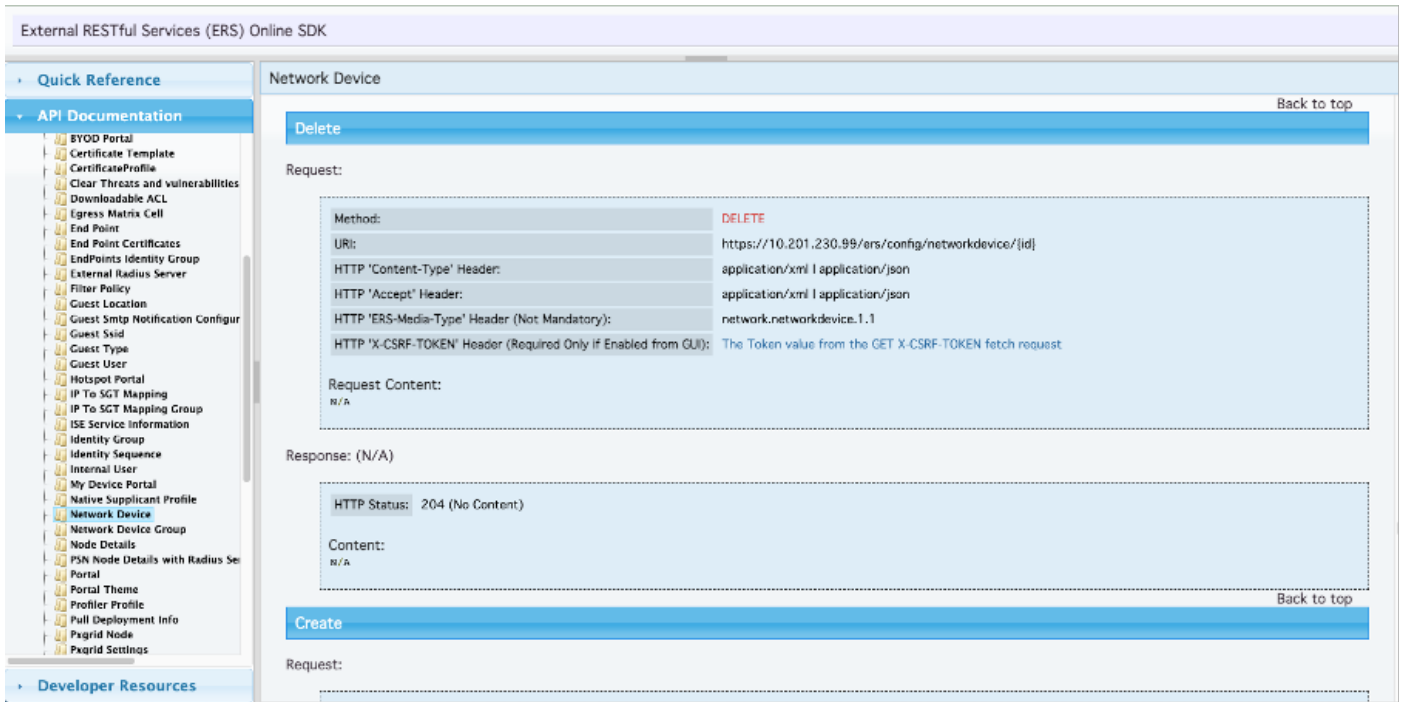 External RESTful Services (ERS) Online SDK
Quick Reference
API Documentation
BYOD Portal
Certificate Template
CertificateProfile
Clear Threats and vulnerabilities
Downloadable ACL
Egress Matrix Cell
End Point
End Point Certificates
EndPoints Identity Group
External Radius Server
Filter Policy
Guest Location
Guest Smtp Notification Configur
Guest Ssid
Guest Type
Guest User
Hotspot Portal
IP To SGT Mapping
IP To SGT Mapping Group
ISE Service Information
Identity Group
Identity Sequence
Internal User
My Device Portal
Native Supplicant Profile
Network Device
Network Device Group
Node Details
PSN Node Details with Radius Se
Portal
Portal Theme
Profiler Profile
Pull Deployment Info
Pxgrid Node
Pxgrid Settings
Developer Resources
Network Device
Back to top
Delete
Request:
Method: DELETE
URI: https://10.201.230.99/ers/config/networkdevice/{id}
HTTP 'Content-Type' Header: application/xml | application/json
HTTP 'Accept' Header: application/xml | application/json
HTTP 'ERS-Media-Type' Header (Not Mandatory): network.networkdevice.1.1
HTTP 'X-CSRF-TOKEN' Header (Required Only if Enabled from GUI): The Token value from the GET X-CSRF-TOKEN fetch request
Request Content:
N/A
Response: (N/A)
HTTP Status: 204 (No Content)
Content:
N/A
Back to top
Create
Request: